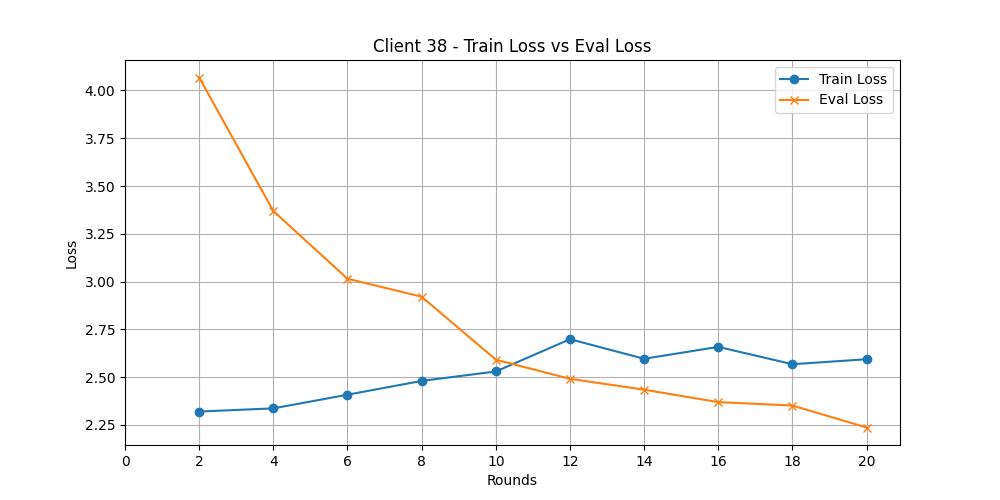 Client 38 - Train Loss vs Eval Loss
Train Loss
Eval Loss
4.00
3.75
3.50
3.25
3.00
2.75
2.50
2.25
Loss
0 2 4 6 8 10 12 14 16 18 20
Rounds